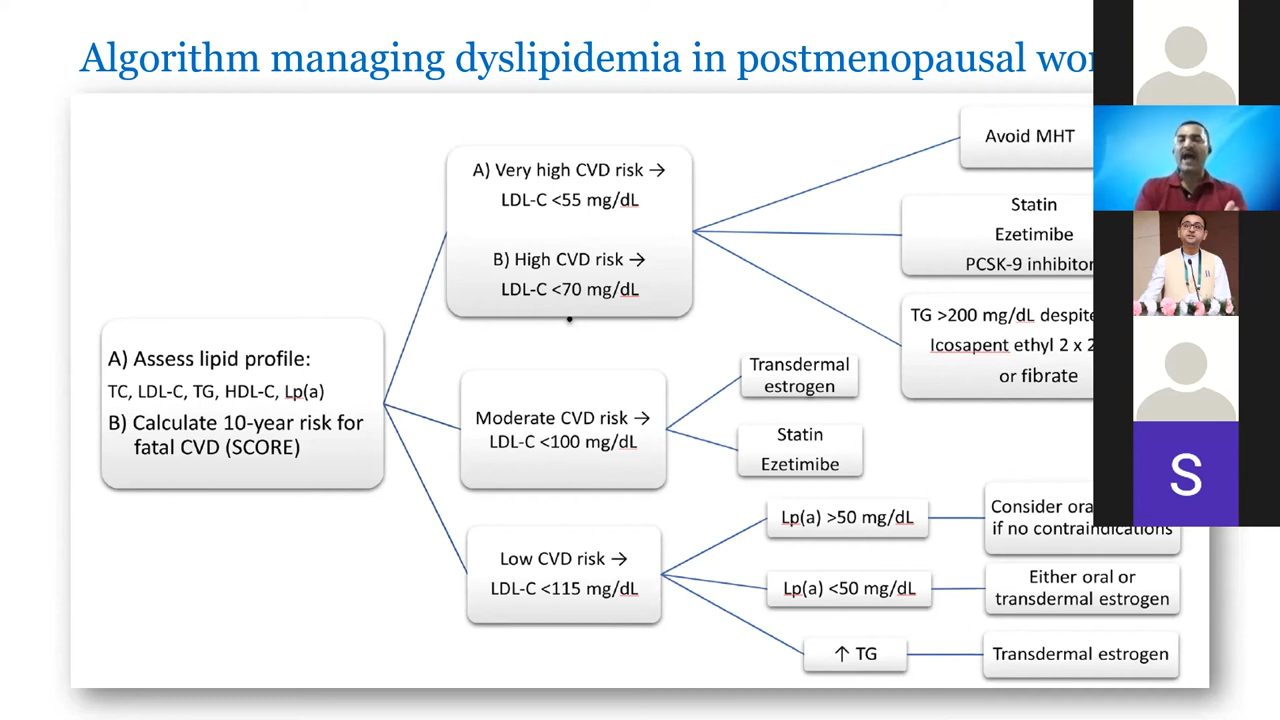 Algorithm managing dyslipidemia in postmenopausal
A) Assess lipid profile:
TC, LDL-C, TG, HDL-C, Lp(a)
B) Calculate 10-year risk for
fatal CVD (SCORE)
A) Very high CVD risk →
LDL-C <55 mg/dL
B) High CVD risk →
LDL-C <70 mg/dL
Avoid MHT
Statin
Ezetimibe
PCSK-9 inhibitor
TG >200 mg/dL despite
Icosapent ethyl 2 x
or fibrate
Moderate CVD risk →
LDL-C <100 mg/dL
Transdermal
estrogen
Statin
Ezetimibe
Low CVD risk →
LDL-C <115 mg/dL
Lp(a) >50 mg/dL
Consider
if no contraindications
Lp(a) <50 mg/dL
Either oral or
transdermal estrogen
↑ TG
Transdermal estrogen
S